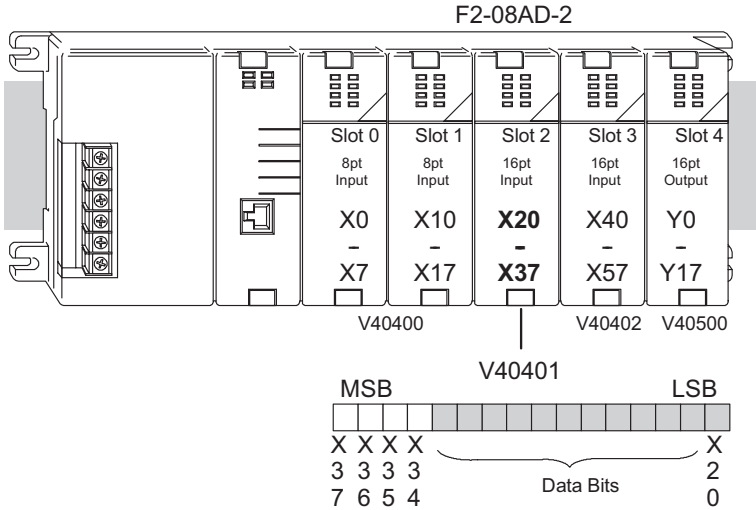 F2-08AD-2
Slot 0 Slot 1 Slot 2 Slot 3 Slot 4
8pt 8pt 16pt 16pt 16pt
Input Input Input Input Output
X0 X10 X20 X40 Y0
- - - - -
X7 X17 X37 X57 Y17
V40400 V40402 V40500
V40401
MSB LSB
X X X X X
3 3 3 3 2
7 6 5 4 0
Data Bits